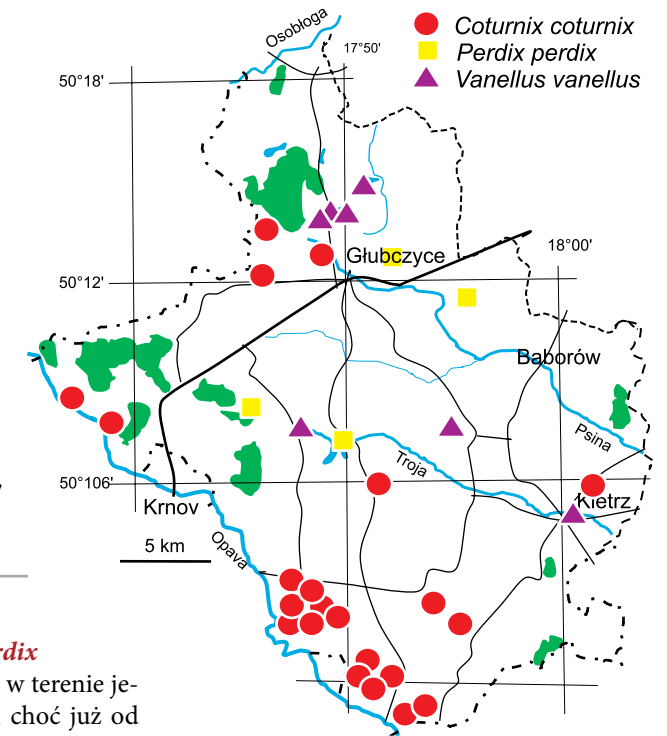 Osobłoga
Coturnix coturnix
Perdix perdix
Vanellus vanellus
17°50'
50°18'
Głubczyce
18°00'
50°12'
Baborów
Psina
Troja
50°106'
Kietrz
Krnov
5 km
Opava
rdix
w terenie je-
choć już od